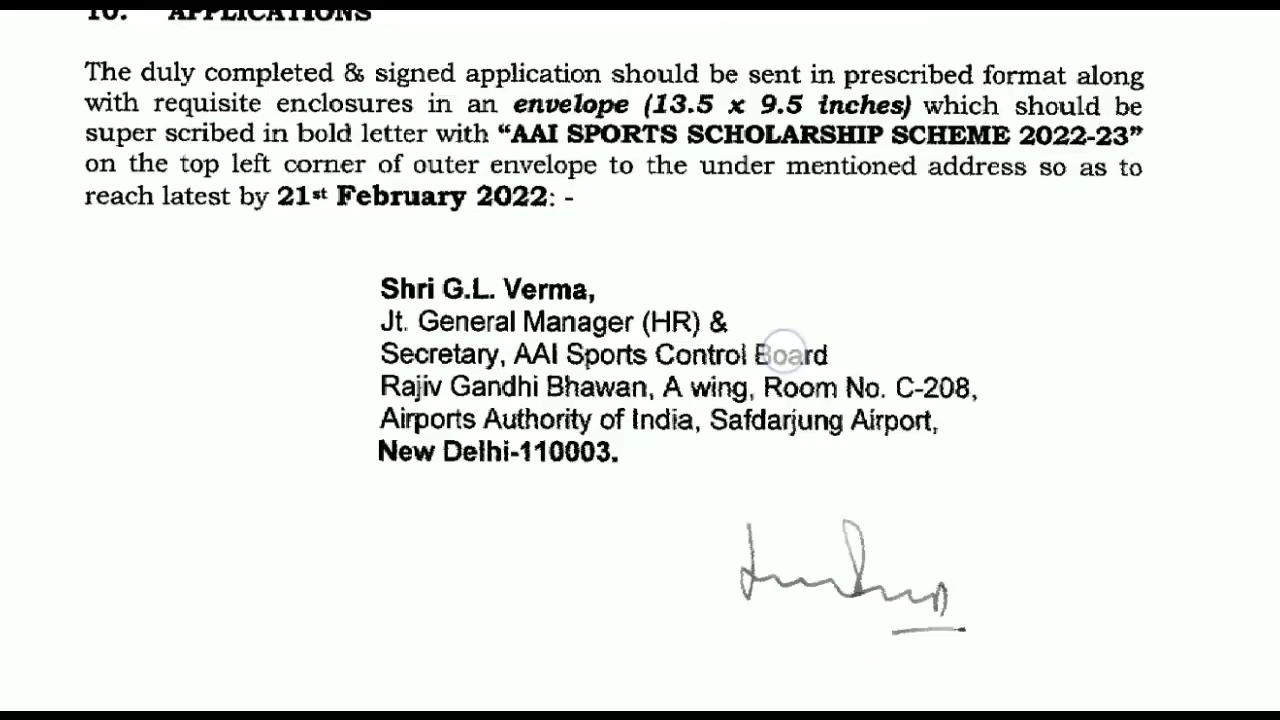 10. APPLICATIONS
The duly completed & signed application should be sent in prescribed format along
with requisite enclosures in an envelope (13.5 x 9.5 inches) which should be
super scribed in bold letter with “AAI SPORTS SCHOLARSHIP SCHEME 2022-23”
on the top left corner of outer envelope to the under mentioned address so as to
reach latest by 21st February 2022: -
Shri G.L. Verma,
Jt. General Manager (HR) &
Secretary, AAI Sports Control Board
Rajiv Gandhi Bhawan, A wing, Room No. C-208,
Airports Authority of India, Safdarjung Airport,
New Delhi-110003.